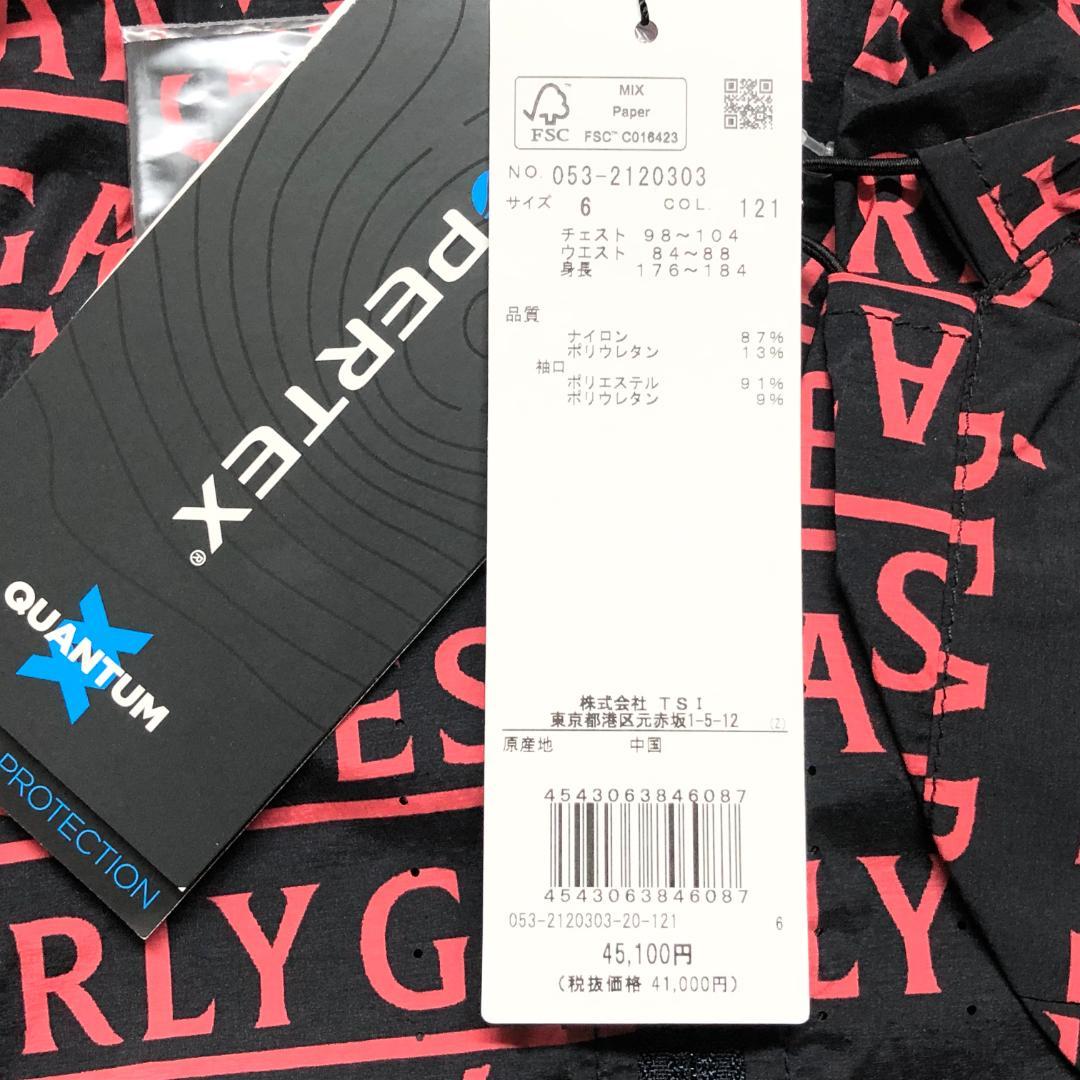 PERTEX®
QUANTUM
PROTECTION
FSC
MIX
Paper
FSC™ C016423
NO. 053-2120303
サイズ 6 COL. 121
チェスト 98〜104
ウエスト 84〜88
身長 176〜184
品質
ナイロン 87%
ポリウレタン 13%
袖口
ポリエステル 91%
ポリウレタン 9%
株式会社 TSI
東京都港区元赤坂1-5-12 (Z)
原産地 中国
4543063846087
4543063846087
053-2120303-20-121 6
45,100円
(税抜価格 41,000円)
ES
A
RLY G
LY